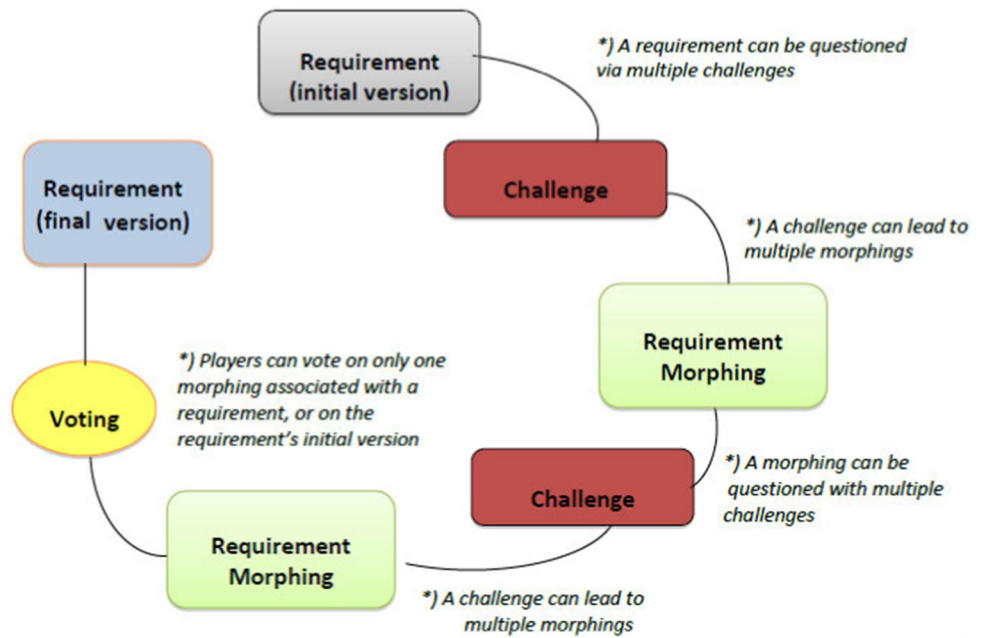 Requirement
(initial version)
*) A requirement can be questioned
via multiple challenges
Challenge
*) A challenge can lead to
multiple morphings
Requirement
Morphing
*) A morphing can be
questioned with multiple
challenges
Challenge
*) A challenge can lead to
multiple morphings
Requirement
Morphing
*) Players can vote on only one
morphing associated with a
requirement, or on the
requirement's initial version
Voting
Requirement
(final version)